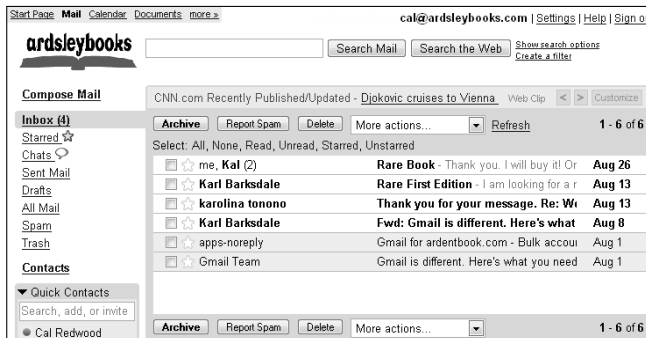 Start Page Mail Calendar Documents more »
cal@ardsleybooks.com | Settings | Help | Sign o
ardsleybooks
Search Mail Search the Web Show search options
Create a filter
Compose Mail
CNN.com Recently Published/Updated - Djokovic cruises to Vienna Web Clip < > Customize
Inbox (4)
Archive Report Spam Delete More actions... Refresh 1 - 6 of 6
Starred
Select: All, None, Read, Unread, Starred, Unstarred
Chats
me, Kal (2) Rare Book - Thank you. I will buy it! Or Aug 26
Sent Mail
Karl Barksdale Rare First Edition - I am looking for a r Aug 13
Drafts
karolina tonono Thank you for your message. Re: We Aug 13
All Mail
Karl Barksdale Fwd: Gmail is different. Here's what Aug 8
Spam
apps-noreply Gmail for ardentbook.com - Bulk accou Aug 1
Trash
Gmail Team Gmail is different. Here's what you need Aug 1
Contacts
Quick Contacts
Search, add, or invite
Cal Redwood
Archive Report Spam Delete More actions... 1 - 6 of 6